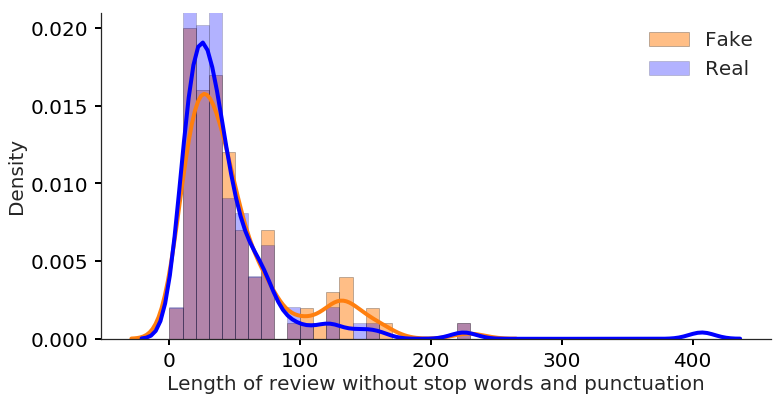 0.020
0.015
0.010
0.005
0.000
Density
0 100 200 300 400
Length of review without stop words and punctuation
Fake
Real